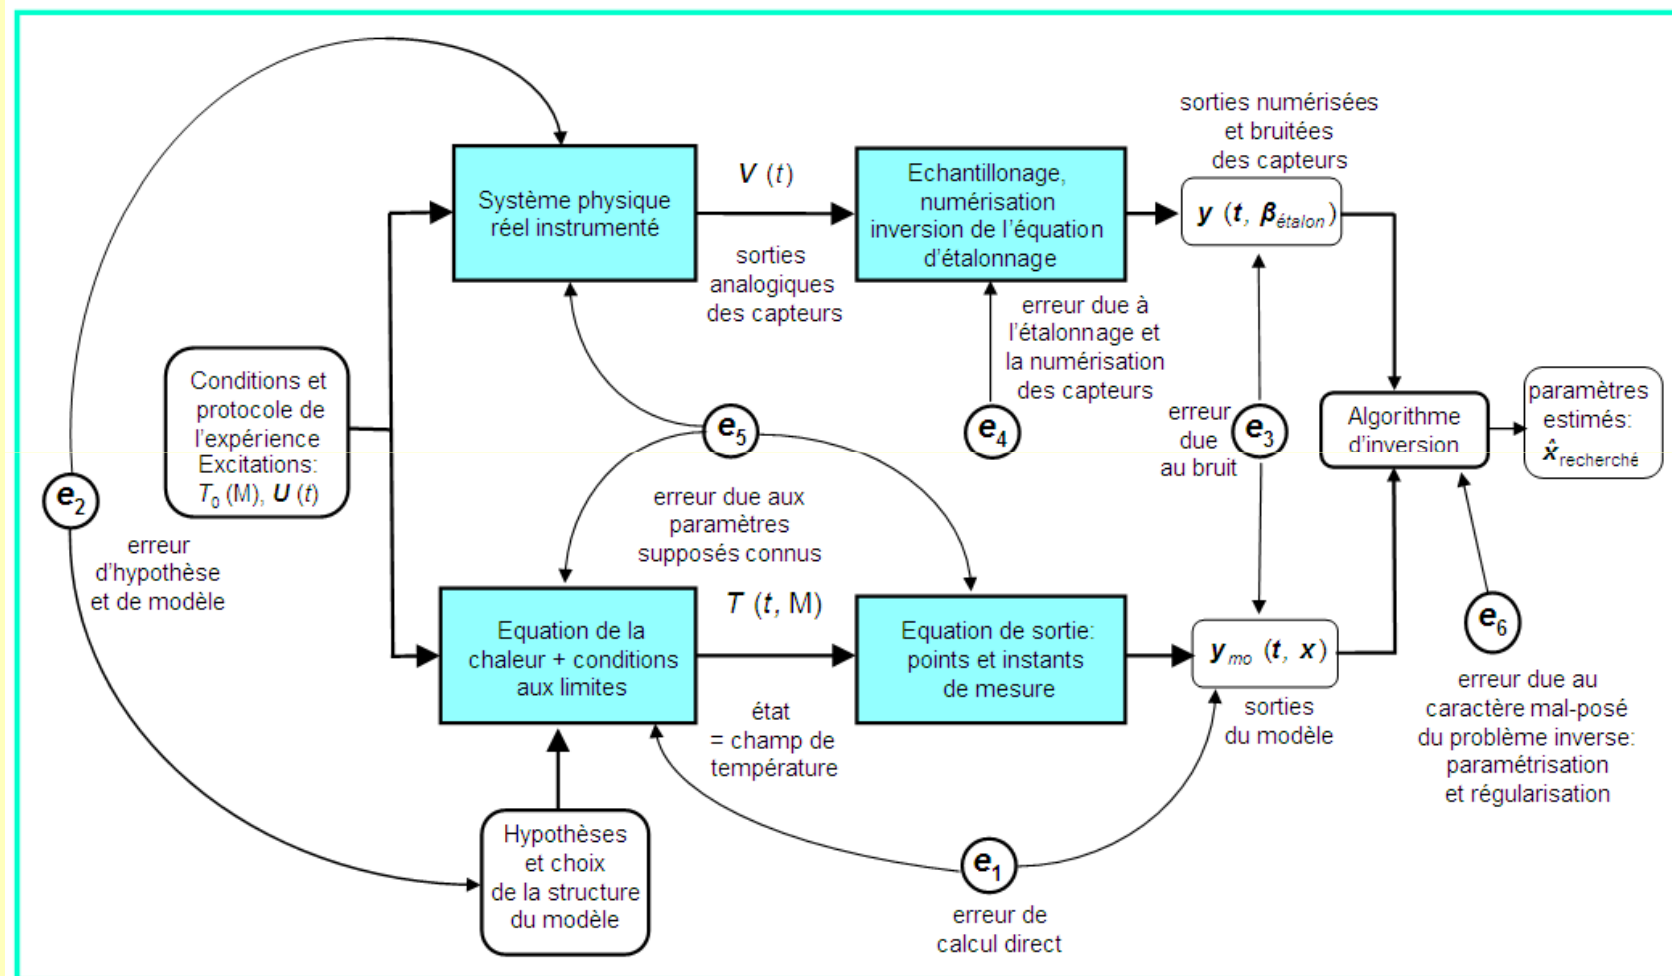 sorties numérisées
et bruitées
des capteurs
Système physique
réel instrumenté
V (t)
sorties
analogiques
des capteurs
Echantillonage,
numérisation
inversion de l'équation
d'étalonnage
y (t, β étalon)
erreur due à
l'étalonnage et
la numérisation
des capteurs
Conditions et
protocole de
l'expérience
Excitations:
T0 (M), U (t)
e2
erreur
d'hypothèse
et de modèle
e5
erreur due aux
paramètres
supposés connus
e4
erreur
due
au bruit
e3
Algorithme
d'inversion
paramètres
estimés:
x̂ recherché
Equation de la
chaleur + conditions
aux limites
T (t, M)
état
= champ de
température
Equation de sortie:
points et instants
de mesure
y mo (t, x)
sorties
du modèle
e6
erreur due au
caractère mal-posé
du problème inverse:
paramétrisation
et régularisation
Hypothèses
et choix
de la structure
du modèle
e1
erreur de
calcul direct